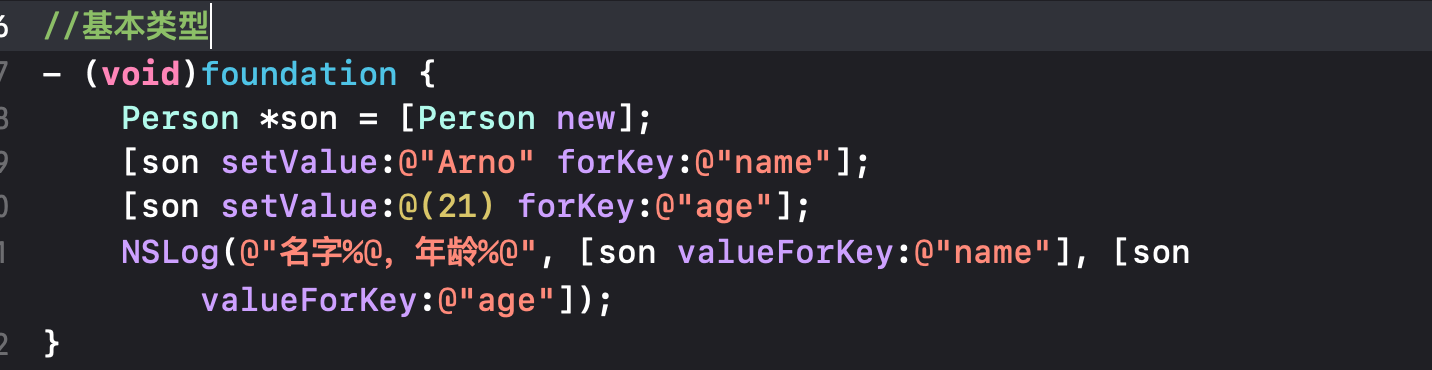 6 //基本类型
7 - (void)foundation {
8 Person *son = [Person new];
9 [son setValue:@"Arno" forKey:@"name"];
0 [son setValue:@(21) forKey:@"age"];
1 NSLog(@"名字%@，年龄%@", [son valueForKey:@"name"], [son
valueForKey:@"age"]);
2 }